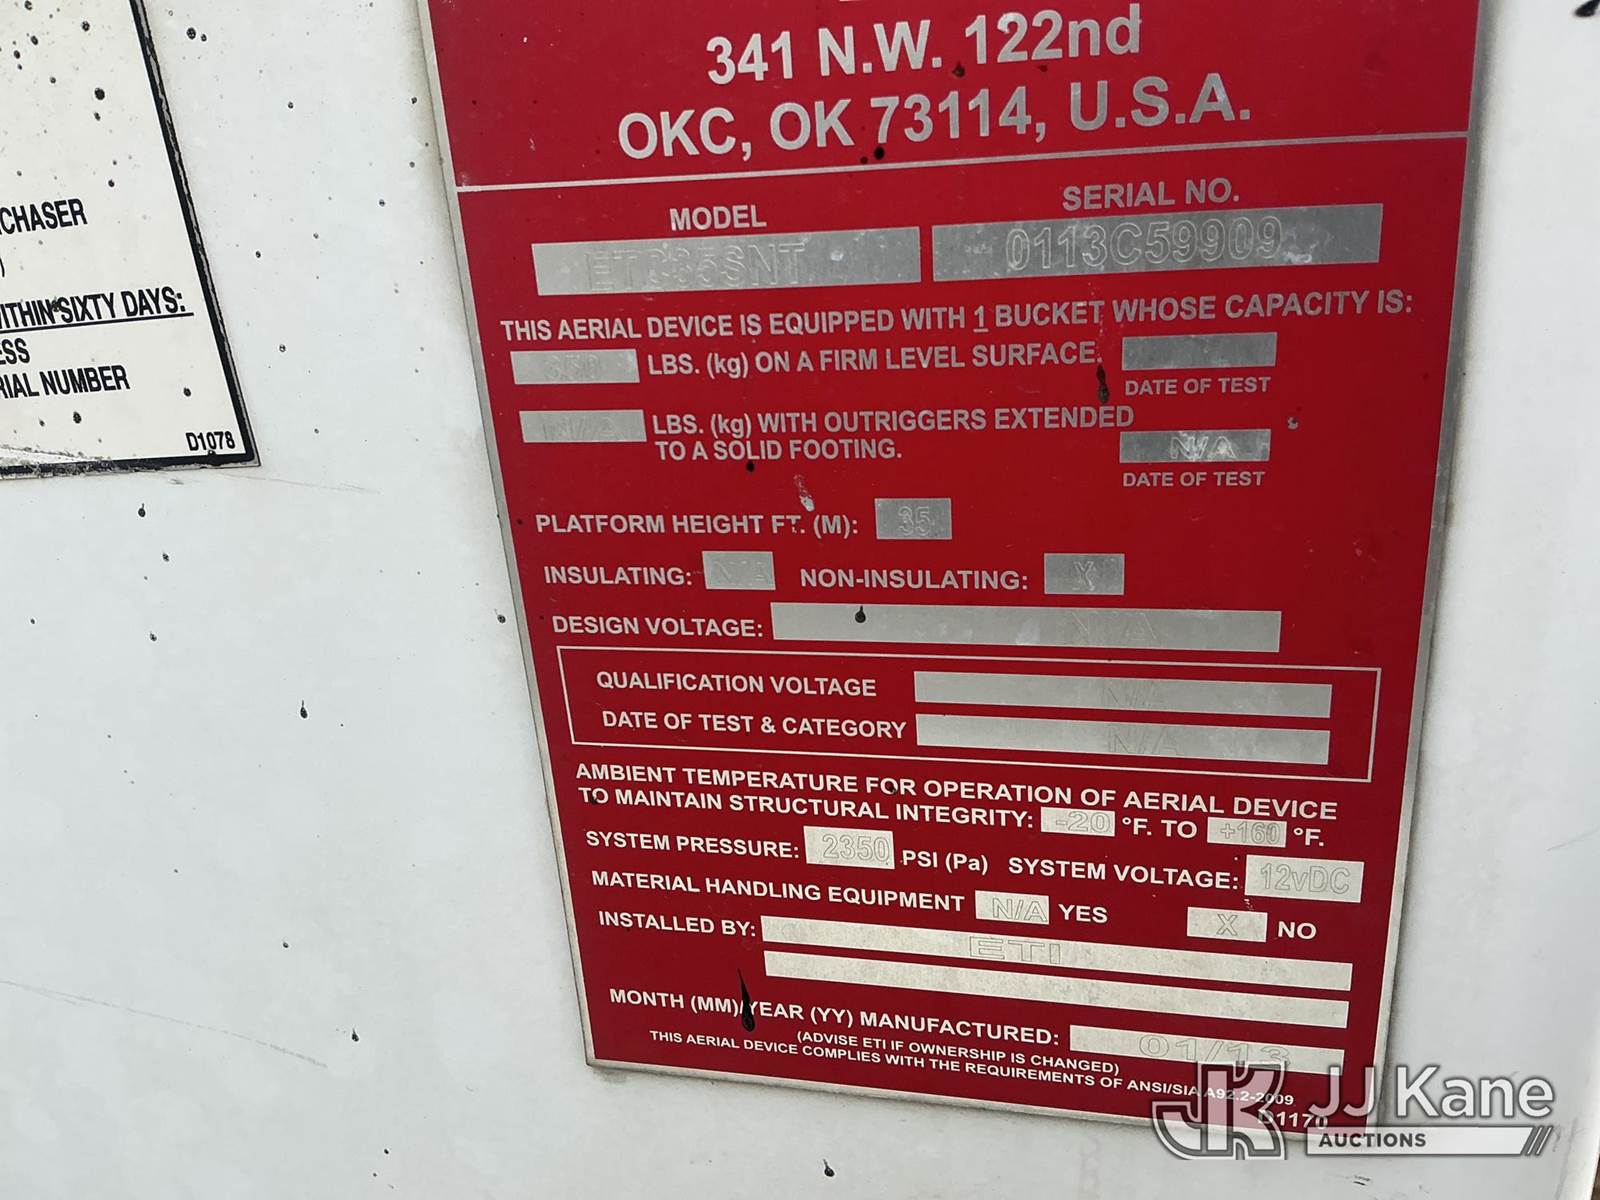 CHASER
)
ITHIN SIXTY DAYS:
ESS
RIAL NUMBER
D1078
341 N.W. 122nd
OKC, OK 73114, U.S.A.
MODEL
SERIAL NO.
ETC35SNT
0113C59909
THIS AERIAL DEVICE IS EQUIPPED WITH 1 BUCKET WHOSE CAPACITY IS:
350 LBS. (kg) ON A FIRM LEVEL SURFACE.
DATE OF TEST
N/A LBS. (kg) WITH OUTRIGGERS EXTENDED
TO A SOLID FOOTING.
N/A
DATE OF TEST
PLATFORM HEIGHT FT. (M): 35
INSULATING: N/A NON-INSULATING: X
DESIGN VOLTAGE: N/A
QUALIFICATION VOLTAGE N/A
DATE OF TEST & CATEGORY N/A
AMBIENT TEMPERATURE FOR OPERATION OF AERIAL DEVICE
TO MAINTAIN STRUCTURAL INTEGRITY: -20 °F. TO +160 °F.
SYSTEM PRESSURE: 2350 PSI (Pa) SYSTEM VOLTAGE: 12vDC
MATERIAL HANDLING EQUIPMENT N/A YES X NO
INSTALLED BY: ETI
MONTH (MM)/YEAR (YY) MANUFACTURED: 01/13
(ADVISE ETI IF OWNERSHIP IS CHANGED)
THIS AERIAL DEVICE COMPLIES WITH THE REQUIREMENTS OF ANSI/SIA A92.2-2009
D1170
JK JJ Kane
AUCTIONS